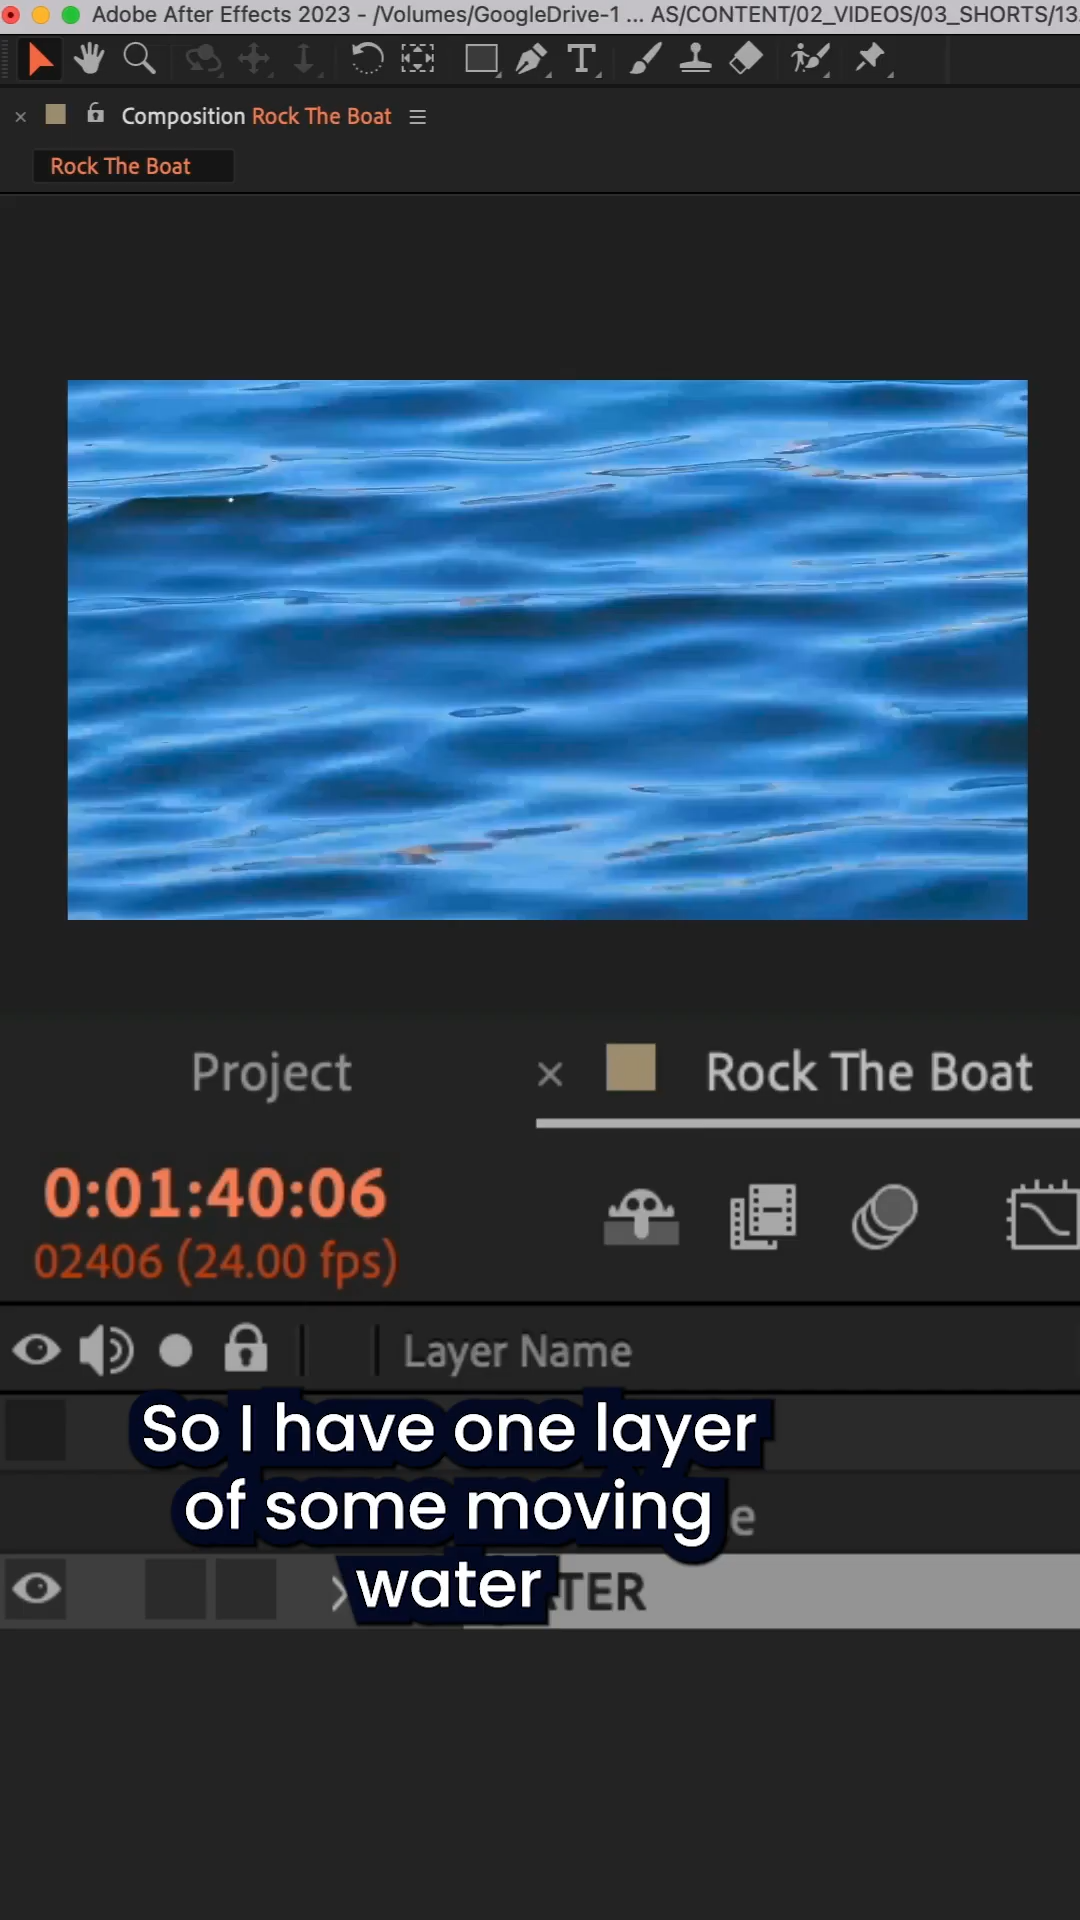 Adobe After Effects 2023 - /Volumes/GoogleDrive-1 ... AS/CONTENT/02_VIDEOS/03_SHORTS/13
Composition Rock The Boat
Rock The Boat
Project
Rock The Boat
0:01:40:06
02406 (24.00 fps)
Layer Name
So I have one layer
of some moving
water